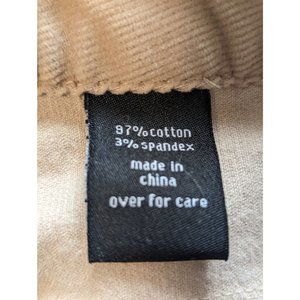 97%cotton
3%spandex
made in
china
over for care